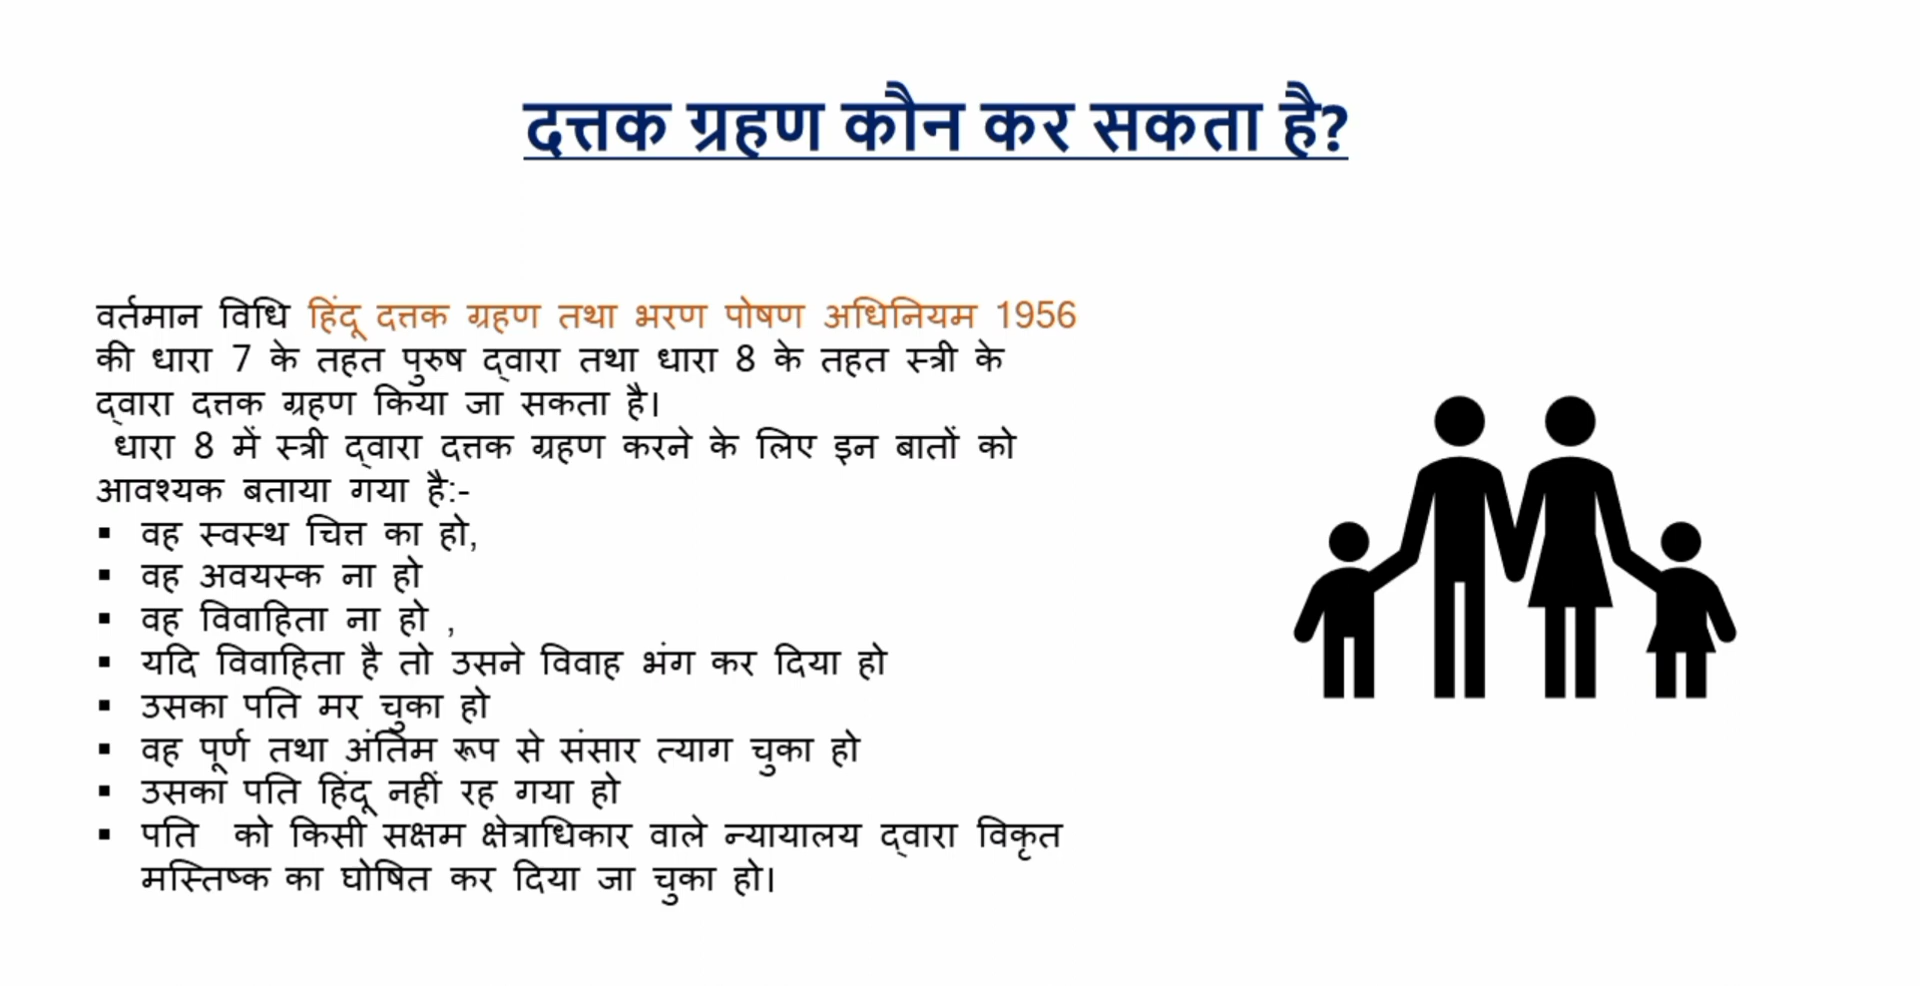 दत्तक ग्रहण कौन कर सकता है?
वर्तमान विधि हिंदू दत्तक ग्रहण तथा भरण पोषण अधिनियम 1956
की धारा 7 के तहत पुरुष द्वारा तथा धारा 8 के तहत स्त्री के
द्वारा दत्तक ग्रहण किया जा सकता है।
धारा 8 में स्त्री द्वारा दत्तक ग्रहण करने के लिए इन बातों को
आवश्यक बताया गया है:-
▪ वह स्वस्थ चित्त का हो,
▪ वह अवयस्क ना हो
▪ वह विवाहिता ना हो ,
▪ यदि विवाहिता है तो उसने विवाह भंग कर दिया हो
▪ उसका पति मर चुका हो
▪ वह पूर्ण तथा अंतिम रूप से संसार त्याग चुका हो
▪ उसका पति हिंदू नहीं रह गया हो
▪ पति को किसी सक्षम क्षेत्राधिकार वाले न्यायालय द्वारा विकृत
मस्तिष्क का घोषित कर दिया जा चुका हो।